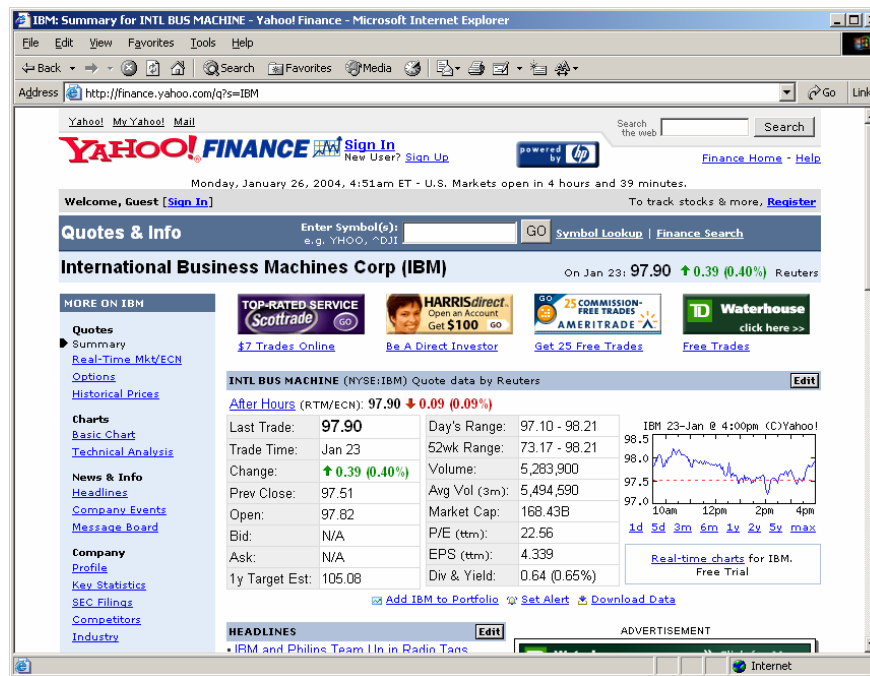 IBM: Summary for INTL BUS MACHINE - Yahoo! Finance - Microsoft Internet Explorer
File Edit View Favorites Tools Help
Back Search Favorites Media
Address http://finance.yahoo.com/q?s=IBM Go Link
Yahoo! My Yahoo! Mail
Search the web Search
YAHOO! FINANCE Sign In
New User? Sign Up
powered by hp
Finance Home - Help
Monday, January 26, 2004, 4:51am ET - U.S. Markets open in 4 hours and 39 minutes.
Welcome, Guest [Sign In] To track stocks & more, Register
Quotes & Info Enter Symbol(s): e.g. YHOO, ^DJI GO Symbol Lookup | Finance Search
International Business Machines Corp (IBM) On Jan 23: 97.90 0.39 (0.40%) Reuters
MORE ON IBM
Quotes
Summary
Real-Time Mkt/ECN
Options
Historical Prices
Charts
Basic Chart
Technical Analysis
News & Info
Headlines
Company Events
Message Board
Company
Profile
Key Statistics
SEC Filings
Competitors
Industry
TOP-RATED SERVICE
Scottrade GO
$7 Trades Online
HARRISdirect.
Open an Account
Get $100 GO
Be A Direct Investor
GO 25 COMMISSION-FREE TRADES
AMERITRADE
Get 25 Free Trades
TD Waterhouse
click here >>
Free Trades
INTL BUS MACHINE (NYSE:IBM) Quote data by Reuters Edit
After Hours (RTM/ECN): 97.90 0.09 (0.09%)
Last Trade: 97.90
Trade Time: Jan 23
Change: 0.39 (0.40%)
Prev Close: 97.51
Open: 97.82
Bid: N/A
Ask: N/A
1y Target Est: 105.08
Day's Range: 97.10 - 98.21
52wk Range: 73.17 - 98.21
Volume: 5,283,900
Avg Vol (3m): 5,494,590
Market Cap: 168.43B
P/E (ttm): 22.56
EPS (ttm): 4.339
Div & Yield: 0.64 (0.65%)
IBM 23-Jan @ 4:00pm (C)Yahoo!
98.5
98.0
97.5
97.0
10am 12pm 2pm 4pm
1d 5d 3m 6m 1y 2y 5y max
Real-time charts for IBM.
Free Trial
Add IBM to Portfolio Set Alert Download Data
HEADLINES Edit
IBM and Philips Team Up in Radio Tags
ADVERTISEMENT
Internet